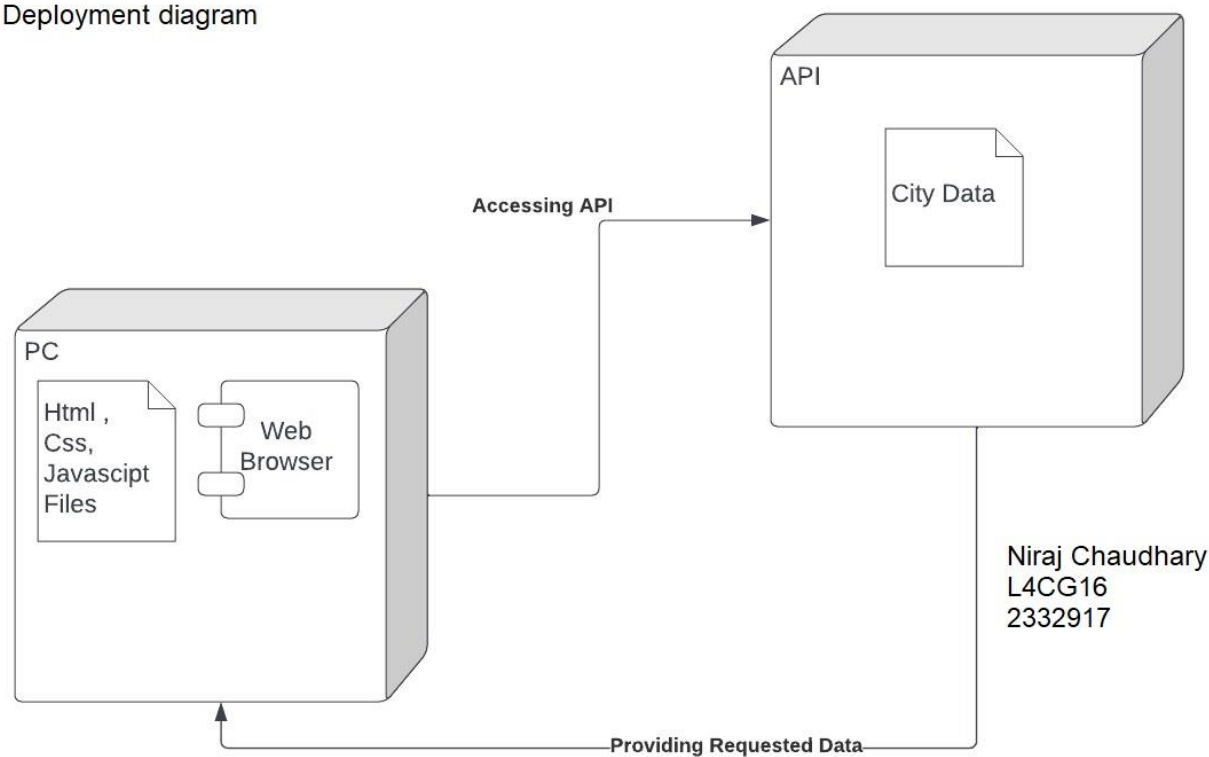 Deployment diagram
API
City Data
Accessing API
PC
Html ,
Css,
Javascipt
Files
Web
Browser
Niraj Chaudhary
L4CG16
2332917
Providing Requested Data